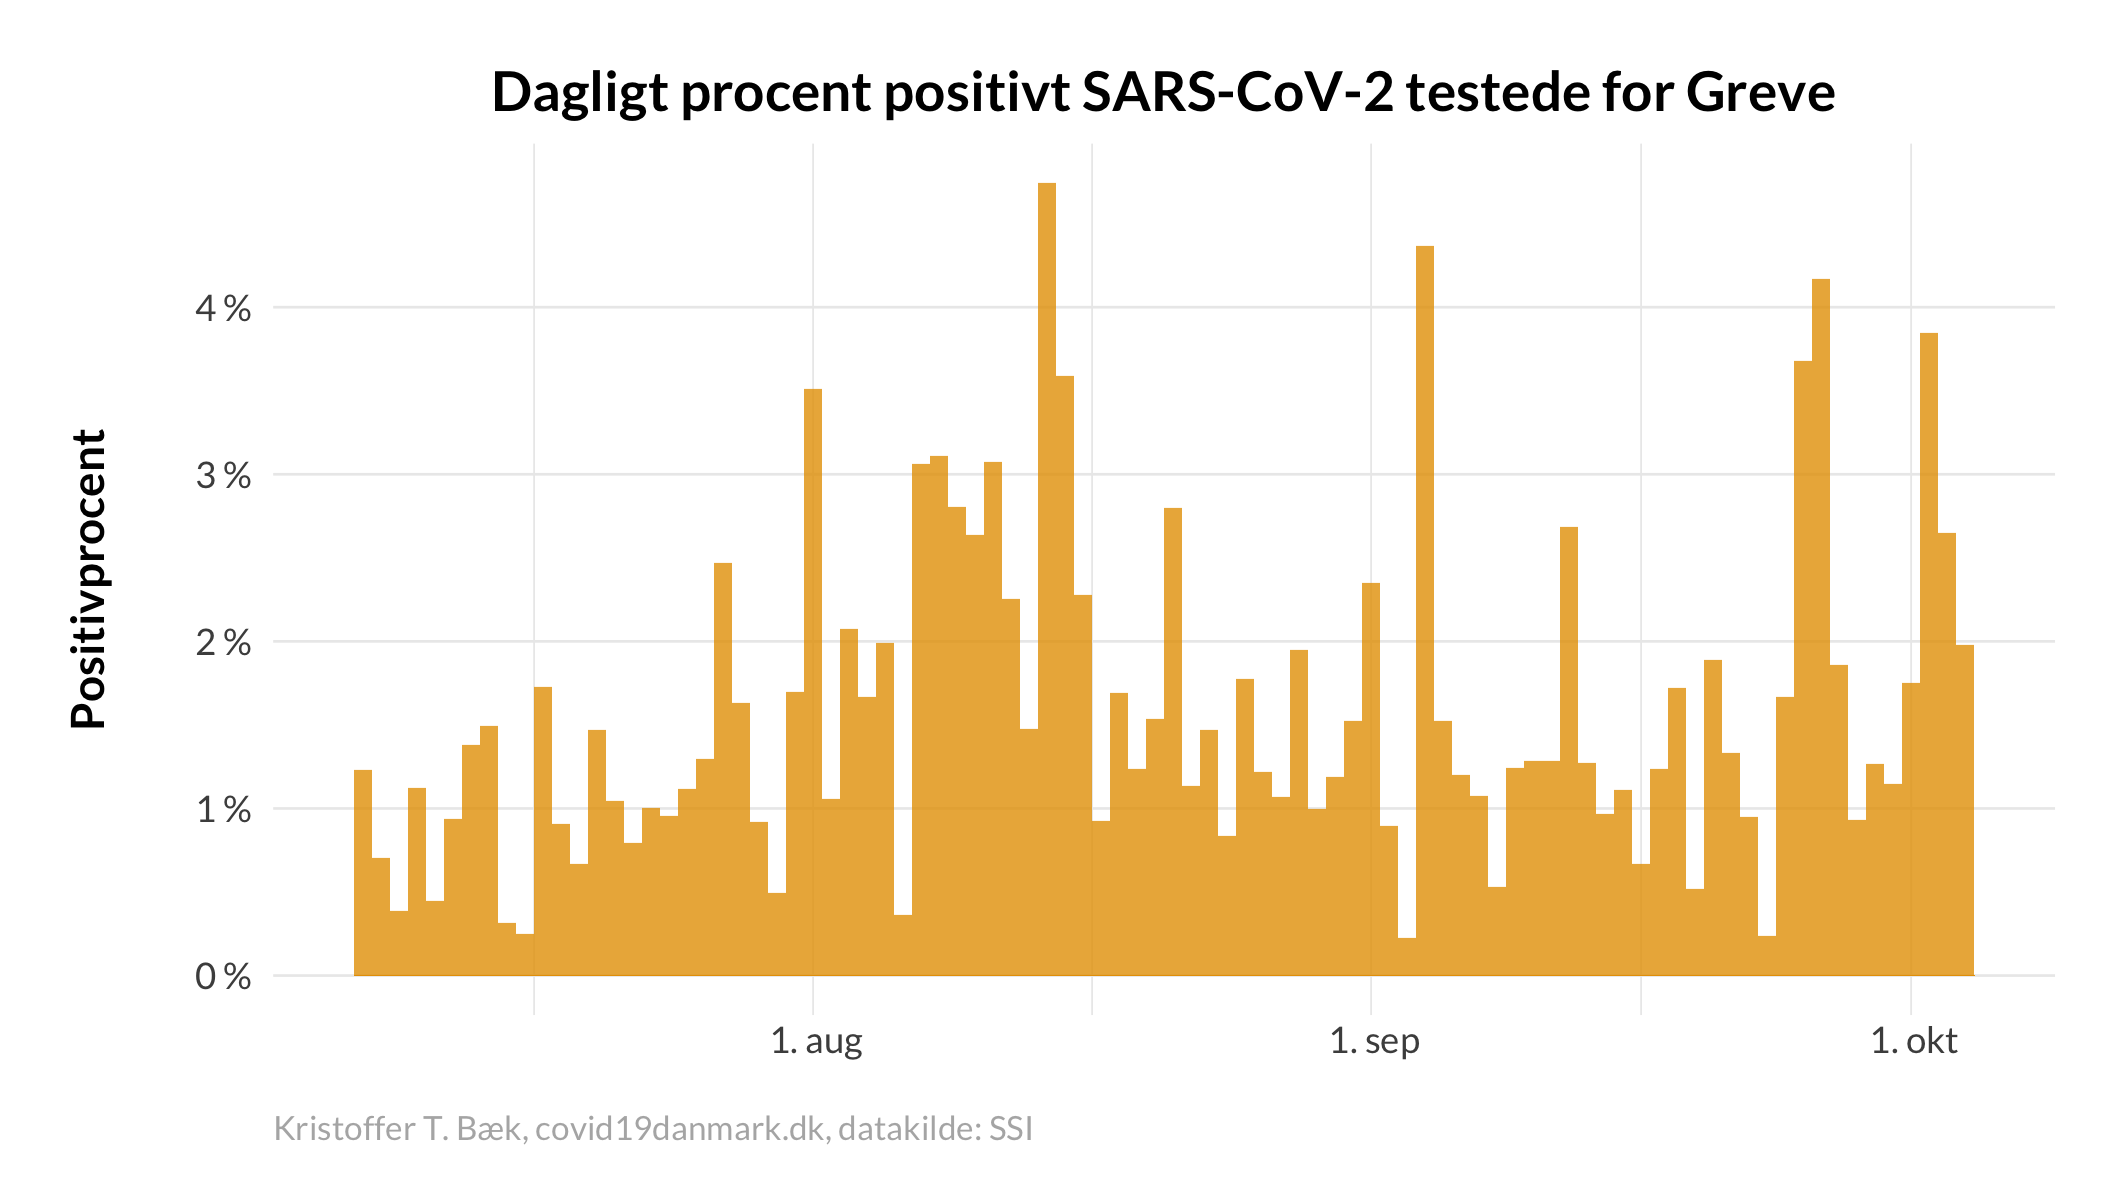 Dagligt procent positivt SARS-CoV-2 testede for Greve
Positivprocent
4 %
3 %
2 %
1 %
0 %
1. aug
1. sep
1. okt
Kristoffer T. Bæk, covid19danmark.dk, datakilde: SSI